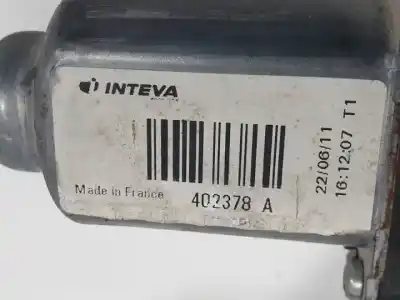 INTEVA
Made in France
402378 A
22/06/11
16:12:07 T1